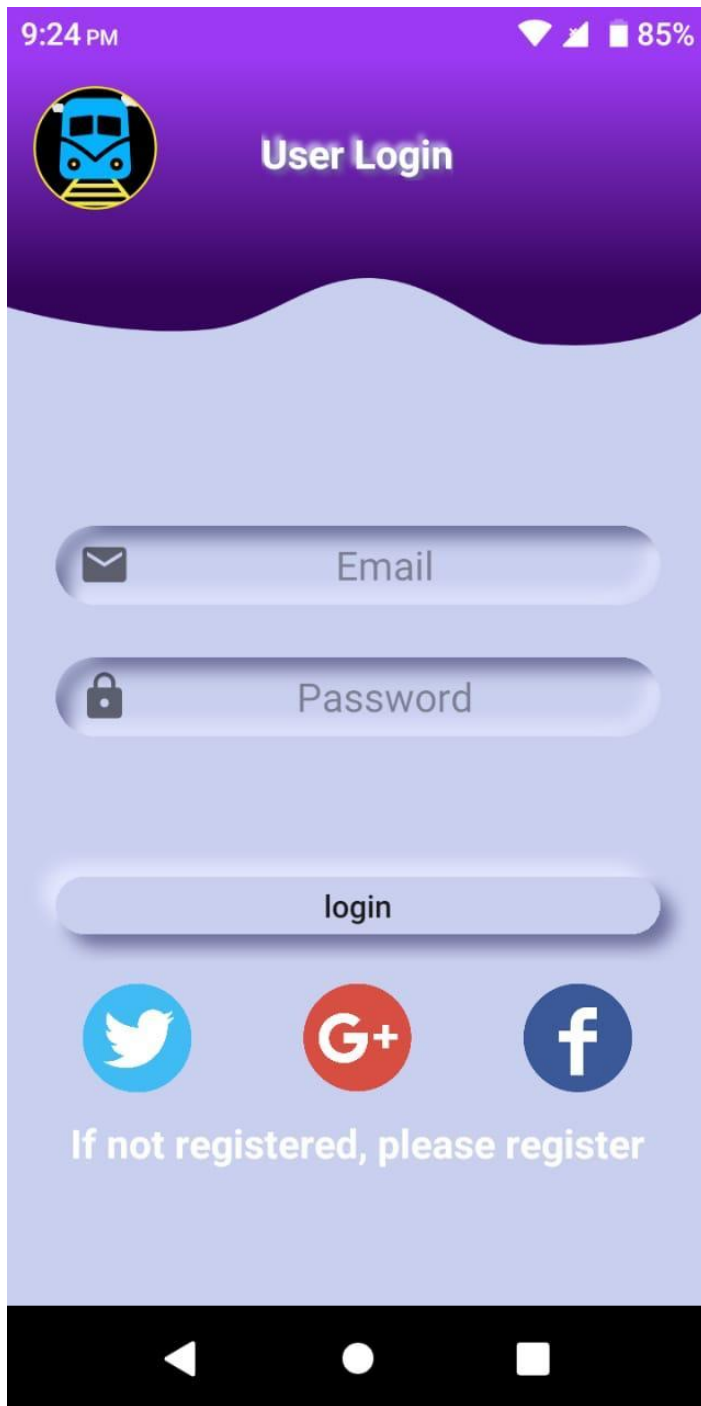 9:24 PM
85%
User Login
Email
Password
login
G+
f
If not registered, please register